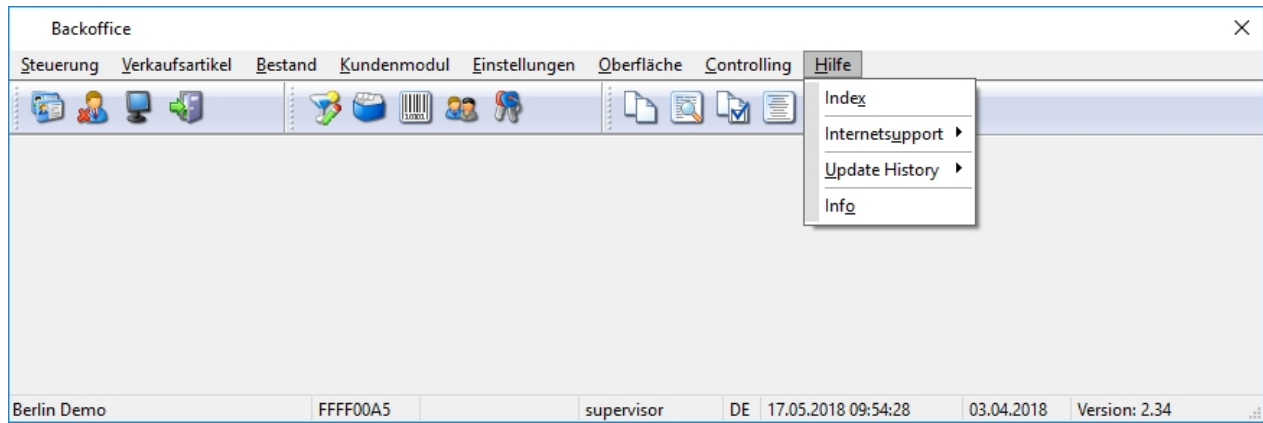 Backoffice
Steuerung Verkaufsartikel Bestand Kundenmodul Einstellungen Oberfläche Controlling Hilfe
Index
Internetsupport
Update History
Info
Berlin Demo FFFF00A5 supervisor DE 17.05.2018 09:54:28 03.04.2018 Version: 2.34